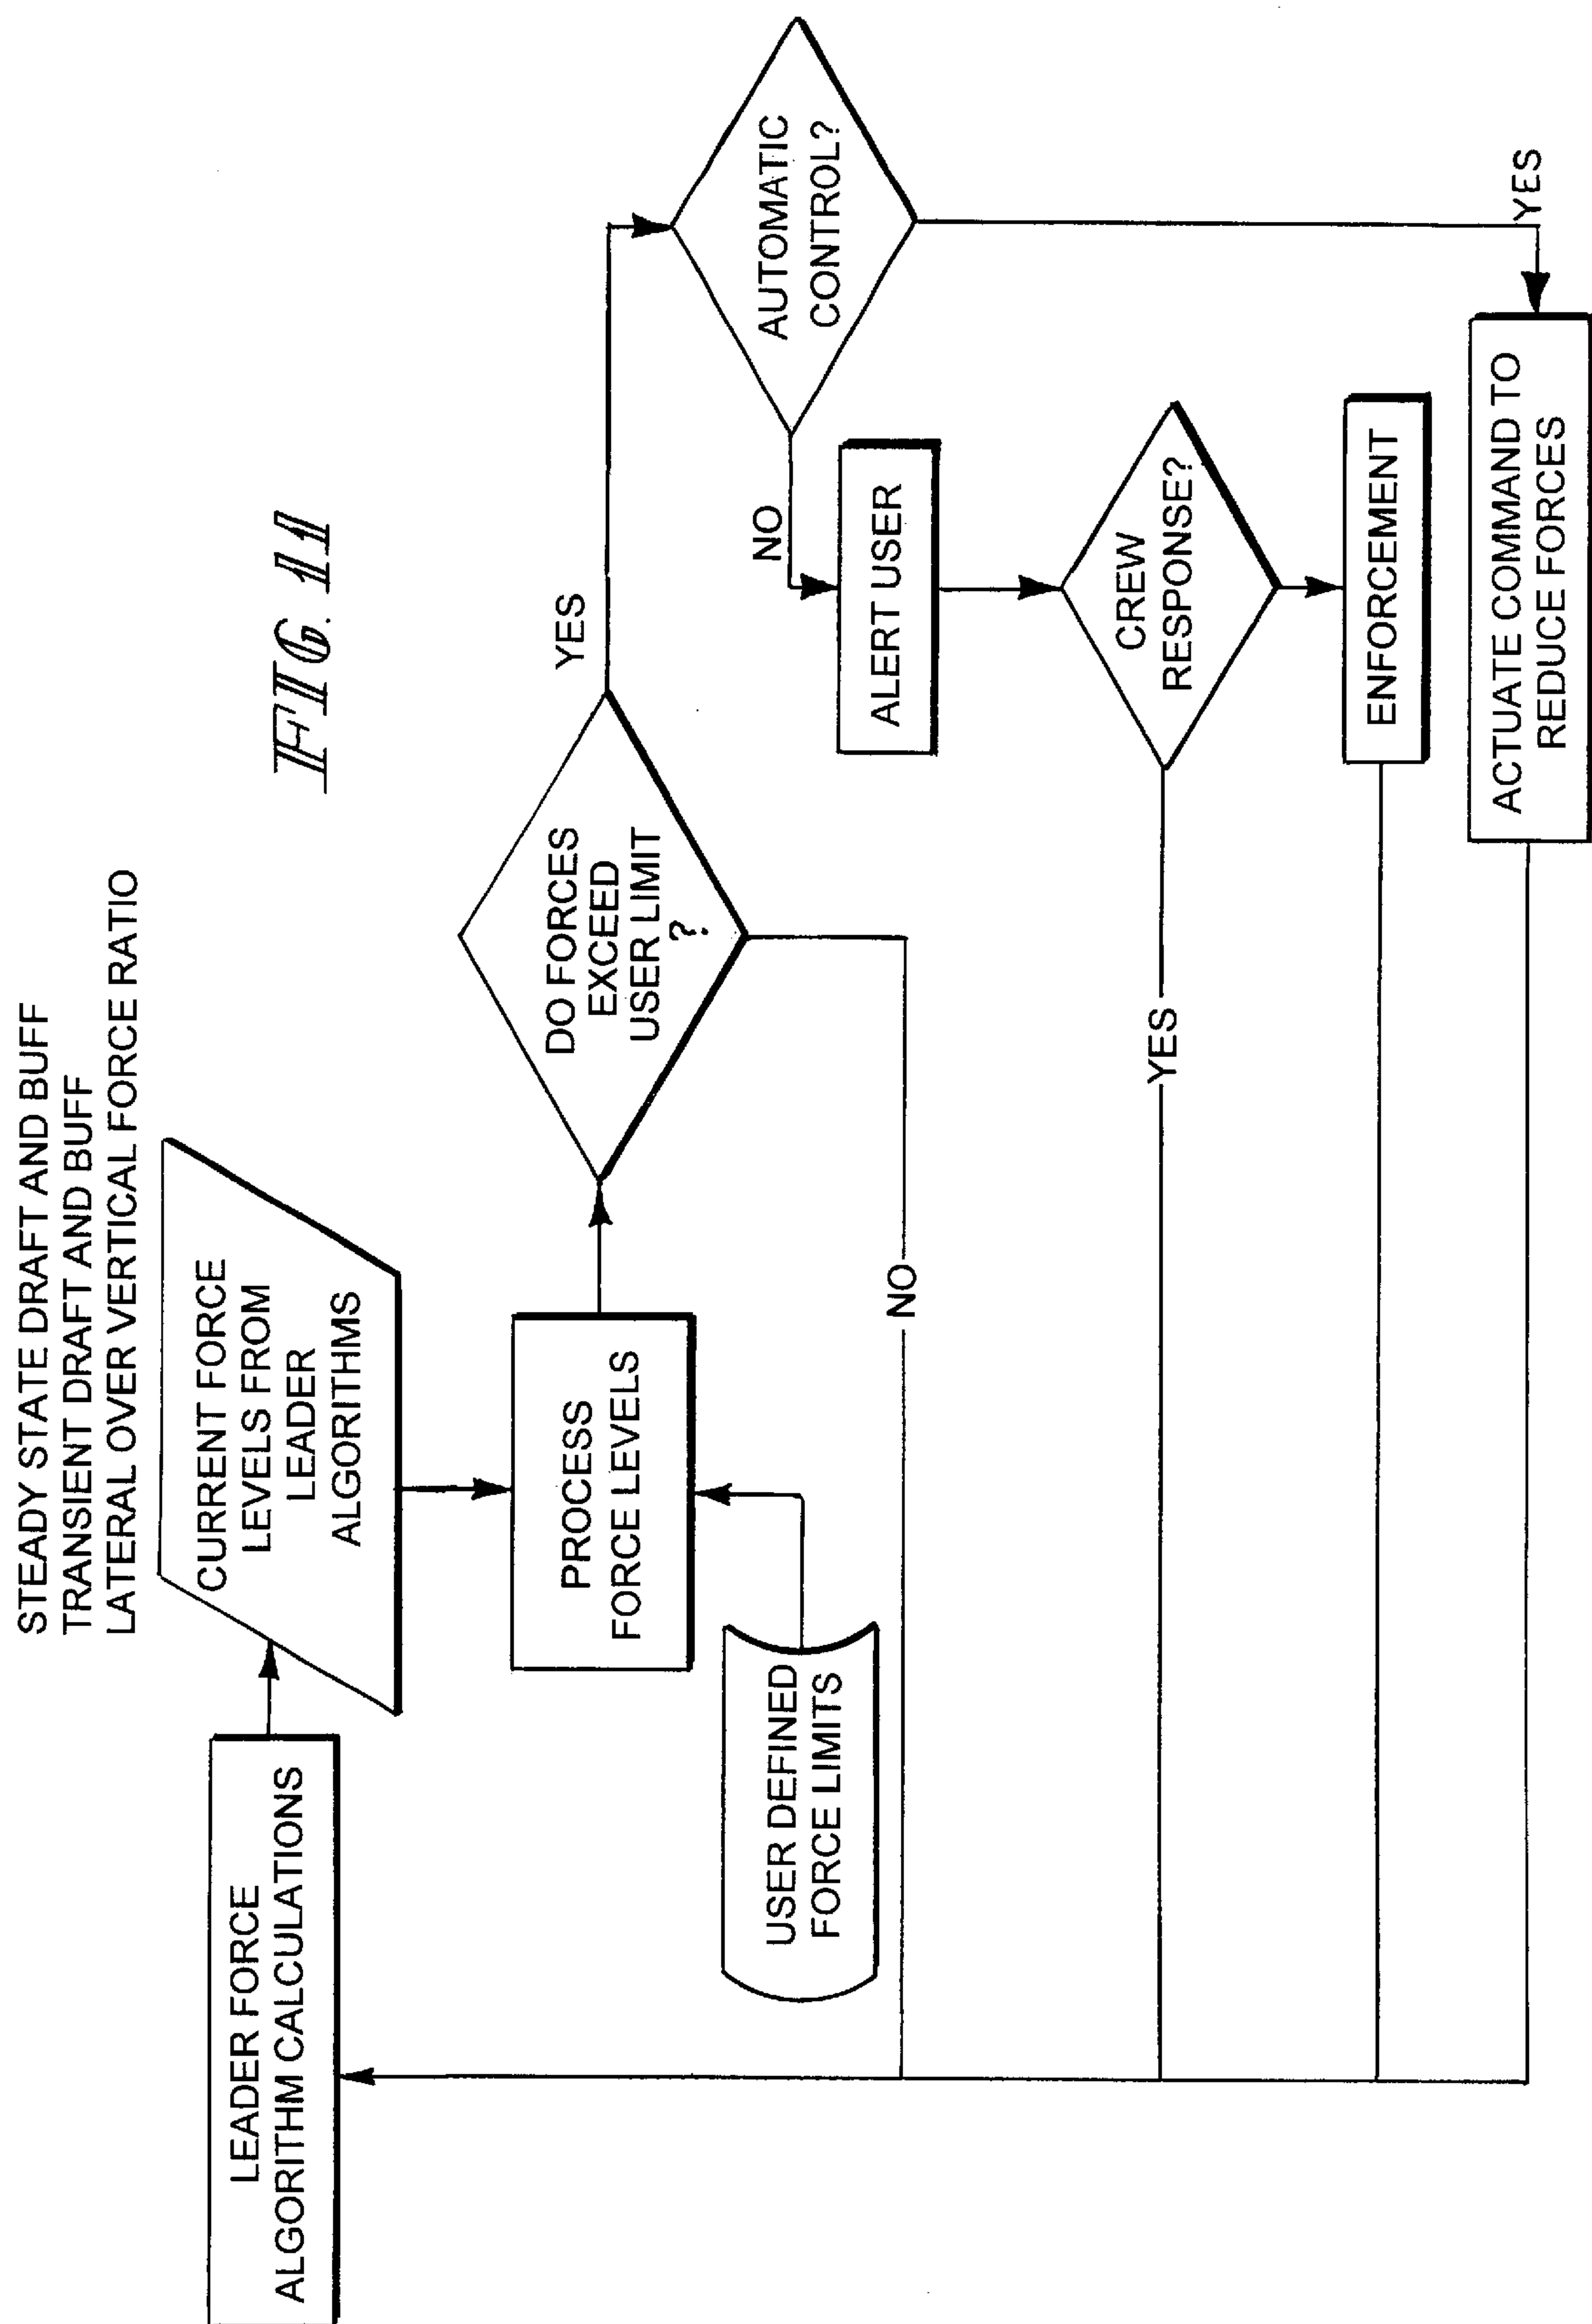 STEADY STATE DRAFT AND BUFF
TRANSIENT DRAFT AND BUFF
LATERAL OVER VERTICAL FORCE RATIO
LEADER FORCE
ALGORITHM CALCULATIONS
CURRENT FORCE
LEVELS FROM
LEADER
ALGORITHMS
FIG. 11
PROCESS
FORCE LEVELS
USER DEFINED
FORCE LIMITS
DO FORCES
EXCEED
USER LIMIT
?
YES
NO
AUTOMATIC
CONTROL?
NO
ALERT USER
CREW
RESPONSE?
YES
ENFORCEMENT
YES
ACTUATE COMMAND TO
REDUCE FORCES